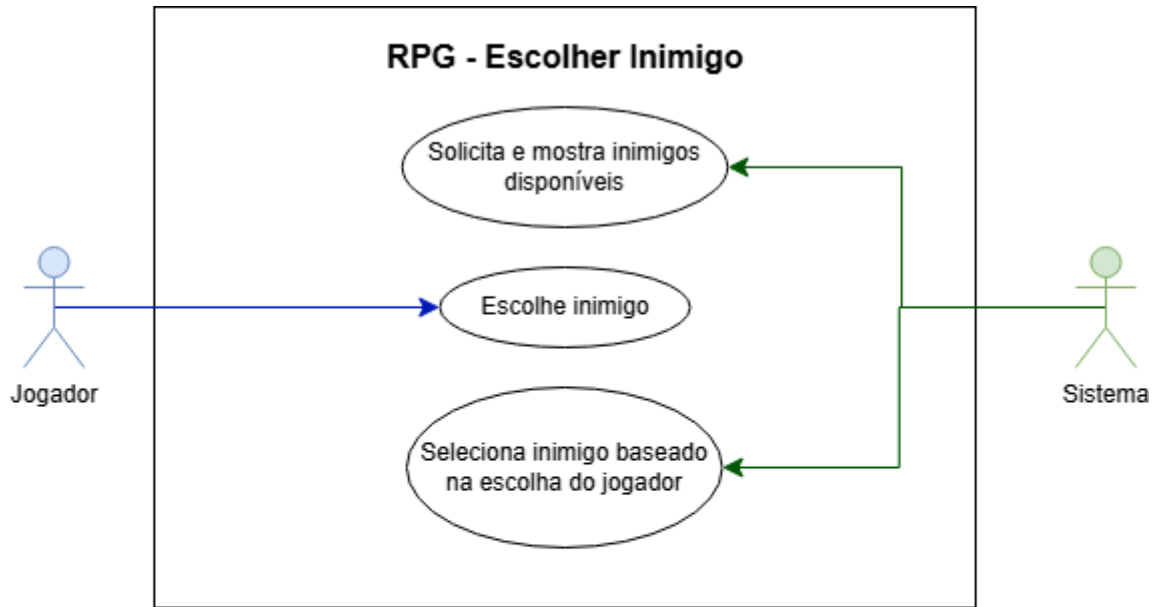 RPG - Escolher Inimigo
Solicita e mostra inimigos
disponíveis
Escolhe inimigo
Jogador
Sistema
Seleciona inimigo baseado
na escolha do jogador